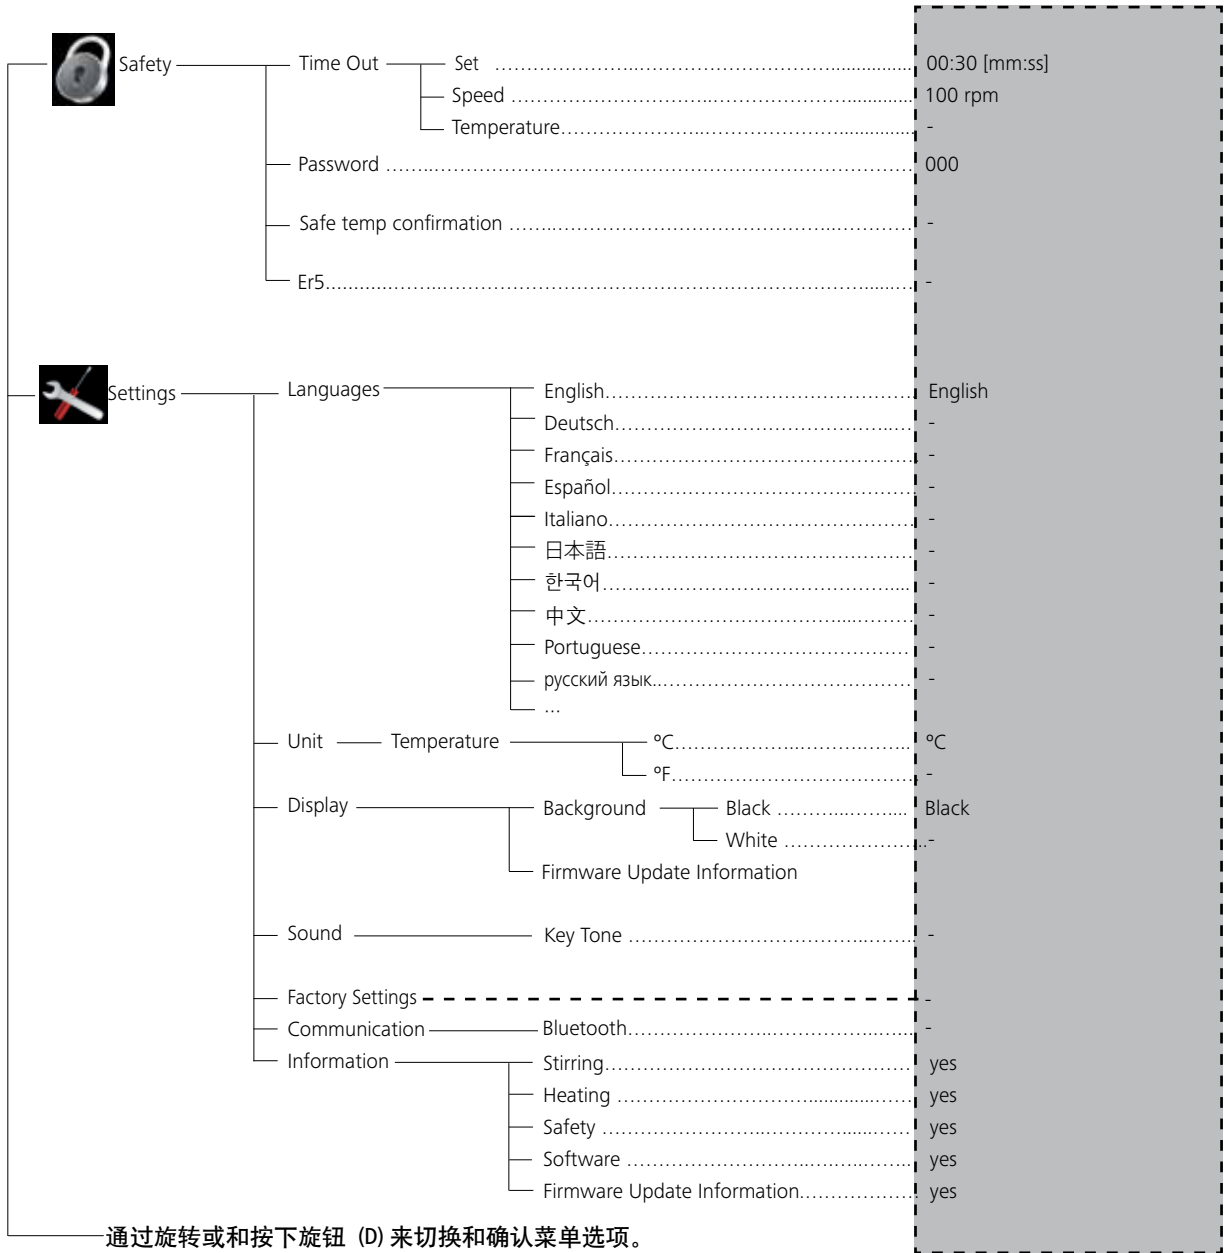 Safety Time Out Set ........................ 00:30 [mm:ss]
Speed ........................ 100 rpm
Temperature........................ -
Password ........................ 000
Safe temp confirmation ........................ -
Er5........................ -
Settings Languages English........................ English
Deutsch........................ -
Français........................ -
Español........................ -
Italiano........................ -
日本語........................ -
한국어........................ -
中文........................ -
Portuguese........................ -
русский язык........................ -
...
Unit Temperature ºC........................ ºC
ºF........................ -
Display Background Black ........................ Black
White ........................-
Firmware Update Information
Sound Key Tone ........................ -
Factory Settings -
Communication Bluetooth........................ -
Information Stirring........................ yes
Heating ........................ yes
Safety ........................ yes
Software ........................ yes
Firmware Update Information........................ yes
通过旋转或和按下旋钮 (D) 来切换和确认菜单选项。